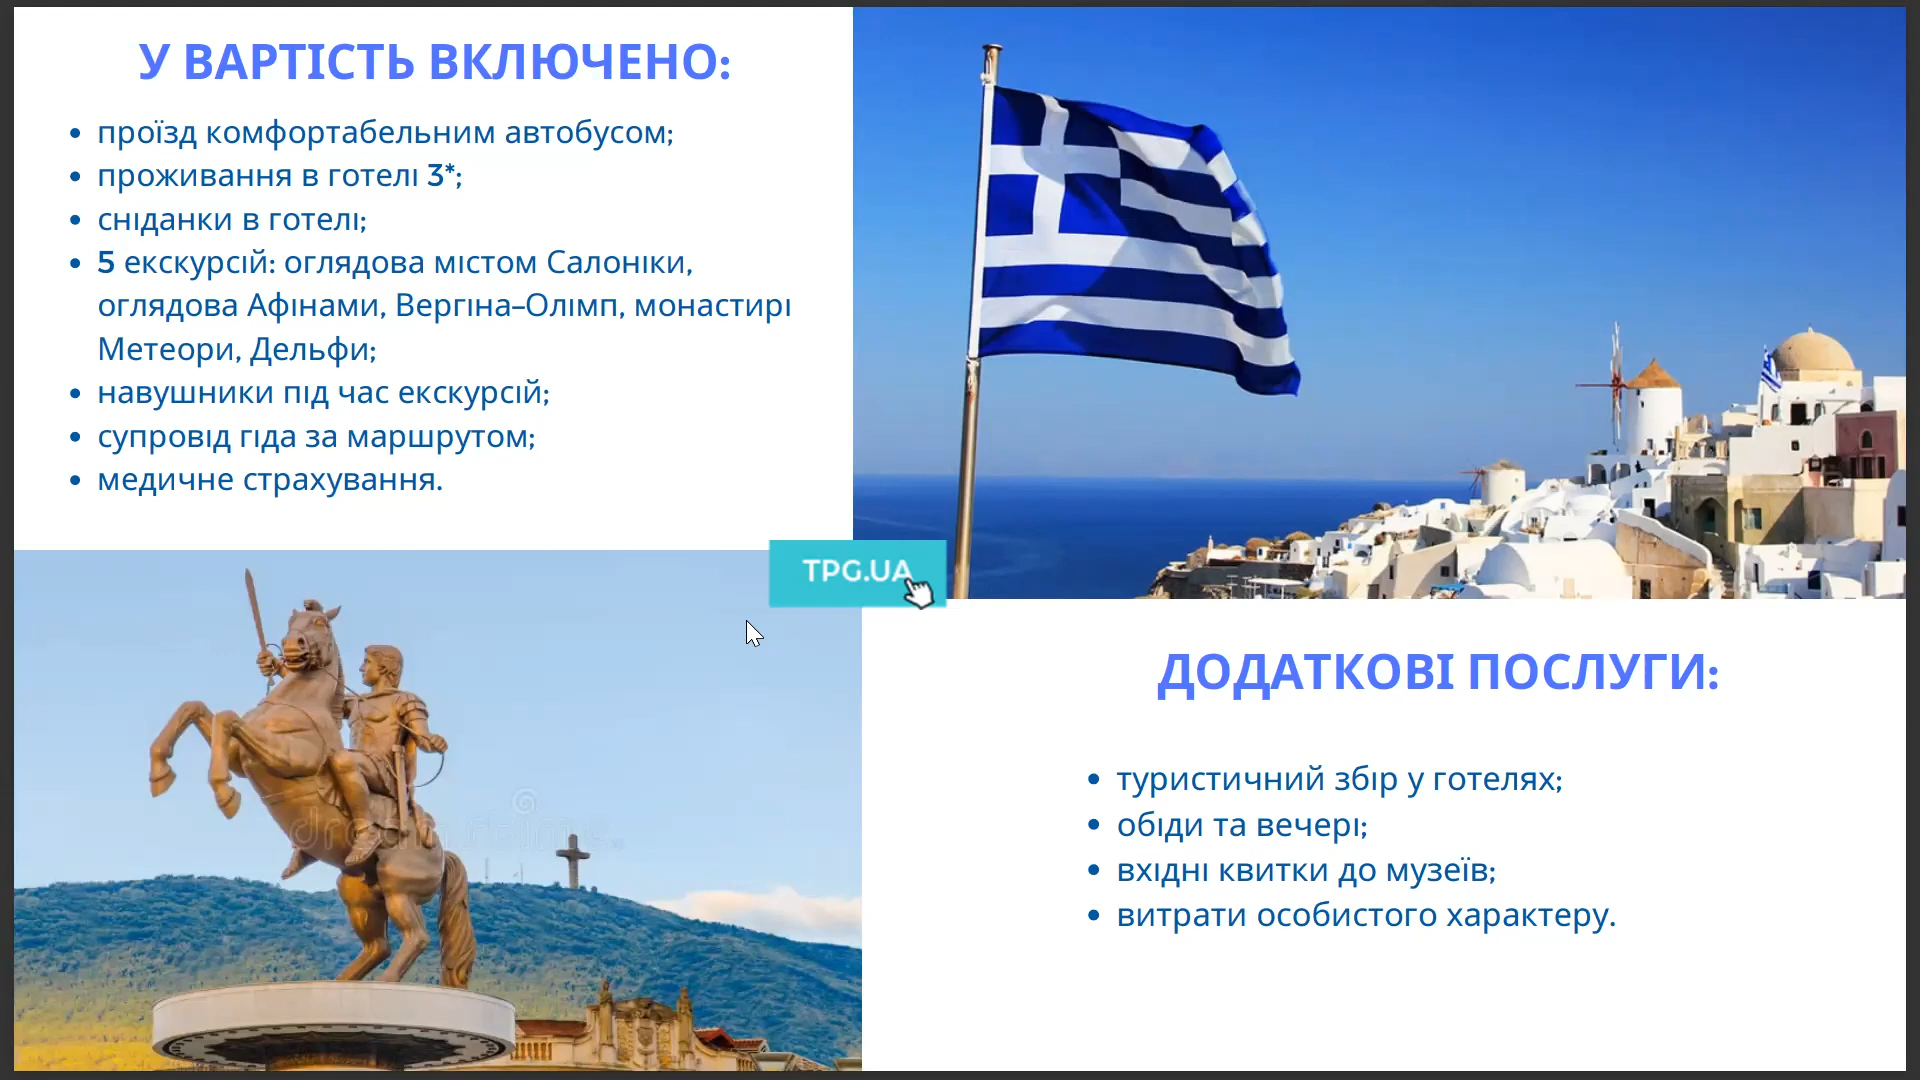 У ВАРТІСТЬ ВКЛЮЧЕНО:
• проїзд комфортабельним автобусом;
• проживання в готелі 3*;
• сніданки в готелі;
• 5 екскурсій: оглядова містом Салоніки,
оглядова Афінами, Вергіна–Олімп, монастирі
Метеори, Дельфи;
• навушники під час екскурсій;
• супровід гіда за маршрутом;
• медичне страхування.
TPG.UA
dreamstime.
ДОДАТКОВІ ПОСЛУГИ:
• туристичний збір у готелях;
• обіди та вечері;
• вхідні квитки до музеїв;
• витрати особистого характеру.